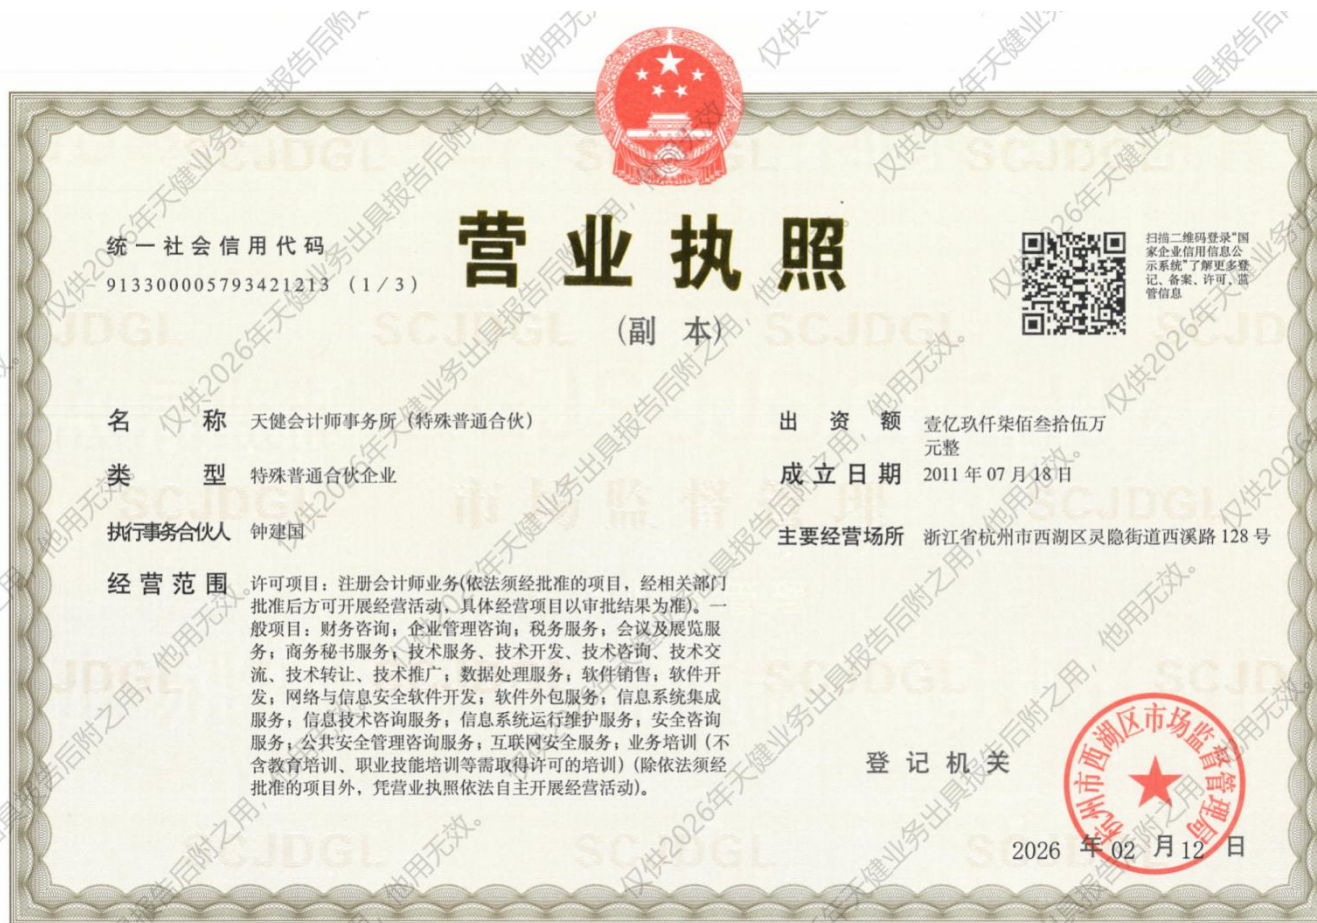 营业执照
（副 本）
统一社会信用代码
913300005793421213 （1/3）
扫描二维码登录“国
家企业信用信息公
示系统”了解更多登
记、备案、许可、监
管信息
名 称 天健会计师事务所（特殊普通合伙）
类 型 特殊普通合伙企业
执行事务合伙人 钟建国
经营范围 许可项目：注册会计师业务(依法须经批准的项目，经相关部门
批准后方可开展经营活动，具体经营项目以审批结果为准)。一
般项目：财务咨询；企业管理咨询；税务服务；会议及展览服
务；商务秘书服务；技术服务、技术开发、技术咨询、技术交
流、技术转让、技术推广；数据处理服务；软件销售；软件开
发；网络与信息安全软件开发；软件外包服务；信息系统集成
服务；信息技术咨询服务；信息系统运行维护服务；安全咨询
服务；公共安全管理咨询服务；互联网安全服务；业务培训（不
含教育培训、职业技能培训等需取得许可的培训）(除依法须经
批准的项目外，凭营业执照依法自主开展经营活动)。
出 资 额 壹亿玖仟柒佰叁拾伍万
元整
成立日期 2011 年 07 月 18 日
主要经营场所 浙江省杭州市西湖区灵隐街道西溪路 128 号
登记机关
杭州市西湖区市场监督管理局
2026 年 02 月 12 日
仅供2026年天健业务出具报告后附之用，他用无效。
SCJDGL
市场监督管理